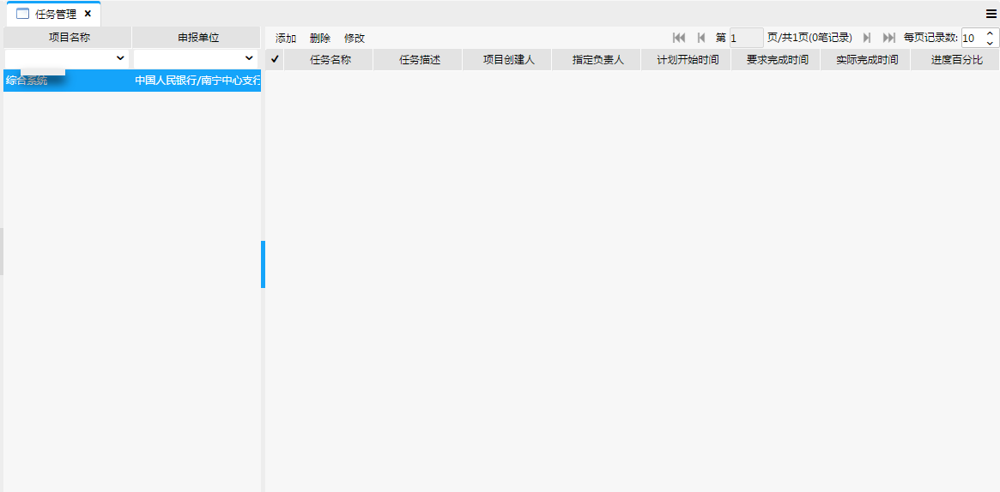 任务管理
项目名称 申报单位
添加 删除 修改 第 1 页/共1页(0笔记录) 每页记录数: 10
任务名称 任务描述 项目创建人 指定负责人 计划开始时间 要求完成时间 实际完成时间 进度百分比
综合系统 中国人民银行/南宁中心支行